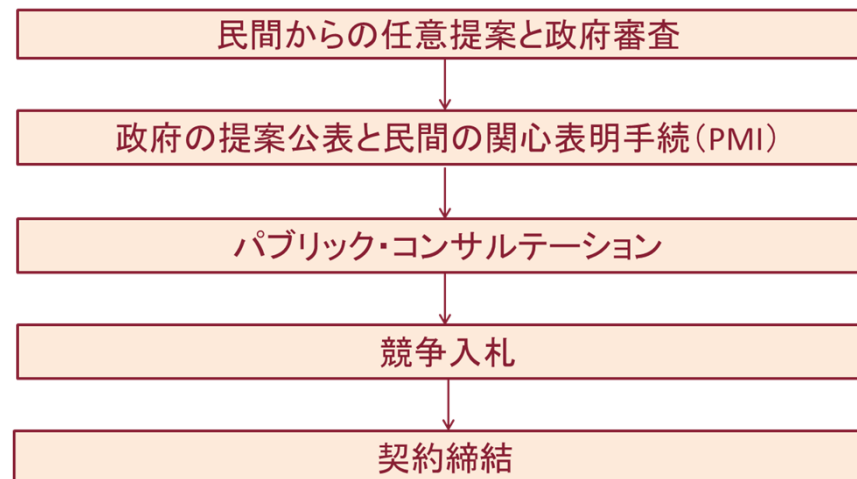 民間からの任意提案と政府審査
政府の提案公表と民間の関心表明手続（PMI）
パブリック・コンサルテーション
競争入札
契約締結